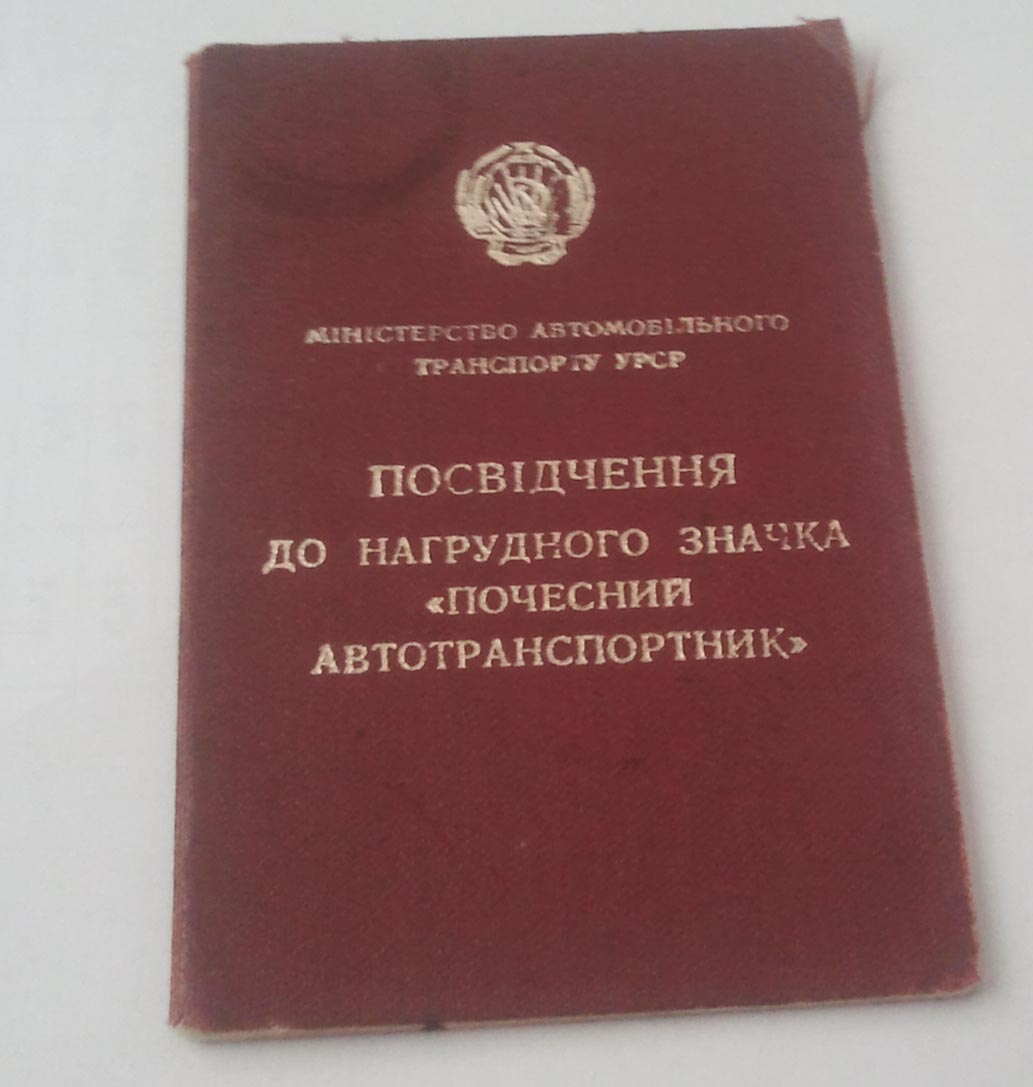 МІНІСТЕРСТВО АВТОМОБІЛЬНОГО
ТРАНСПОРТУ УРСР
ПОСВІДЧЕННЯ
ДО НАГРУДНОГО ЗНАЧКА
«ПОЧЕСНИЙ
АВТОТРАНСПОРТНИК»